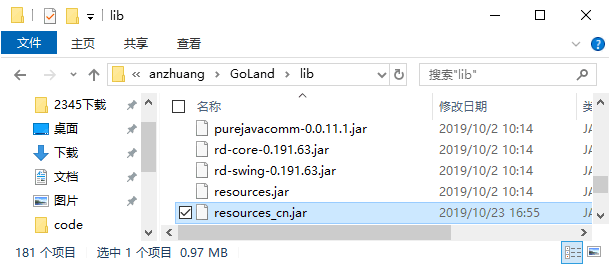 lib
文件 主页 共享 查看
« anzhuang › GoLand › lib 搜索"lib"
名称 修改日期 类
2345下载
桌面
下载
文档
图片
code
purejavacomm-0.0.11.1.jar 2019/10/2 10:14 JA
rd-core-0.191.63.jar 2019/10/2 10:14 JA
rd-swing-0.191.63.jar 2019/10/2 10:14 JA
resources.jar 2019/10/2 10:14 JA
resources_cn.jar 2019/10/23 16:55 JA
181 个项目 选中 1 个项目 0.97 MB